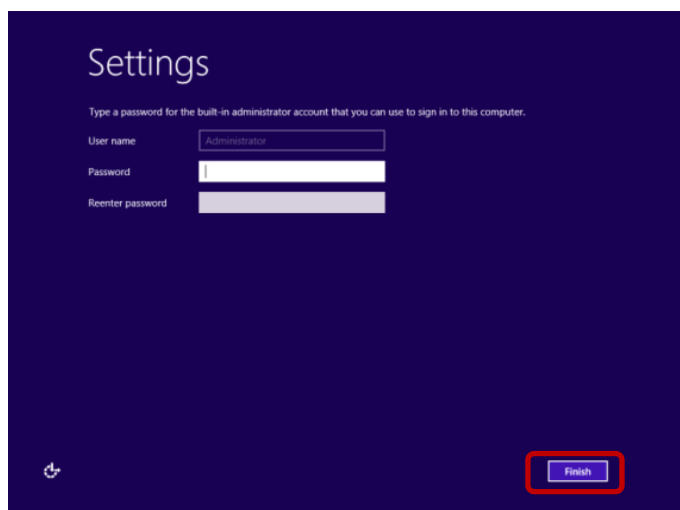 Settings
Type a password for the built-in administrator account that you can use to sign in to this computer.
User name
Administrator
Password
Reenter password
Finish